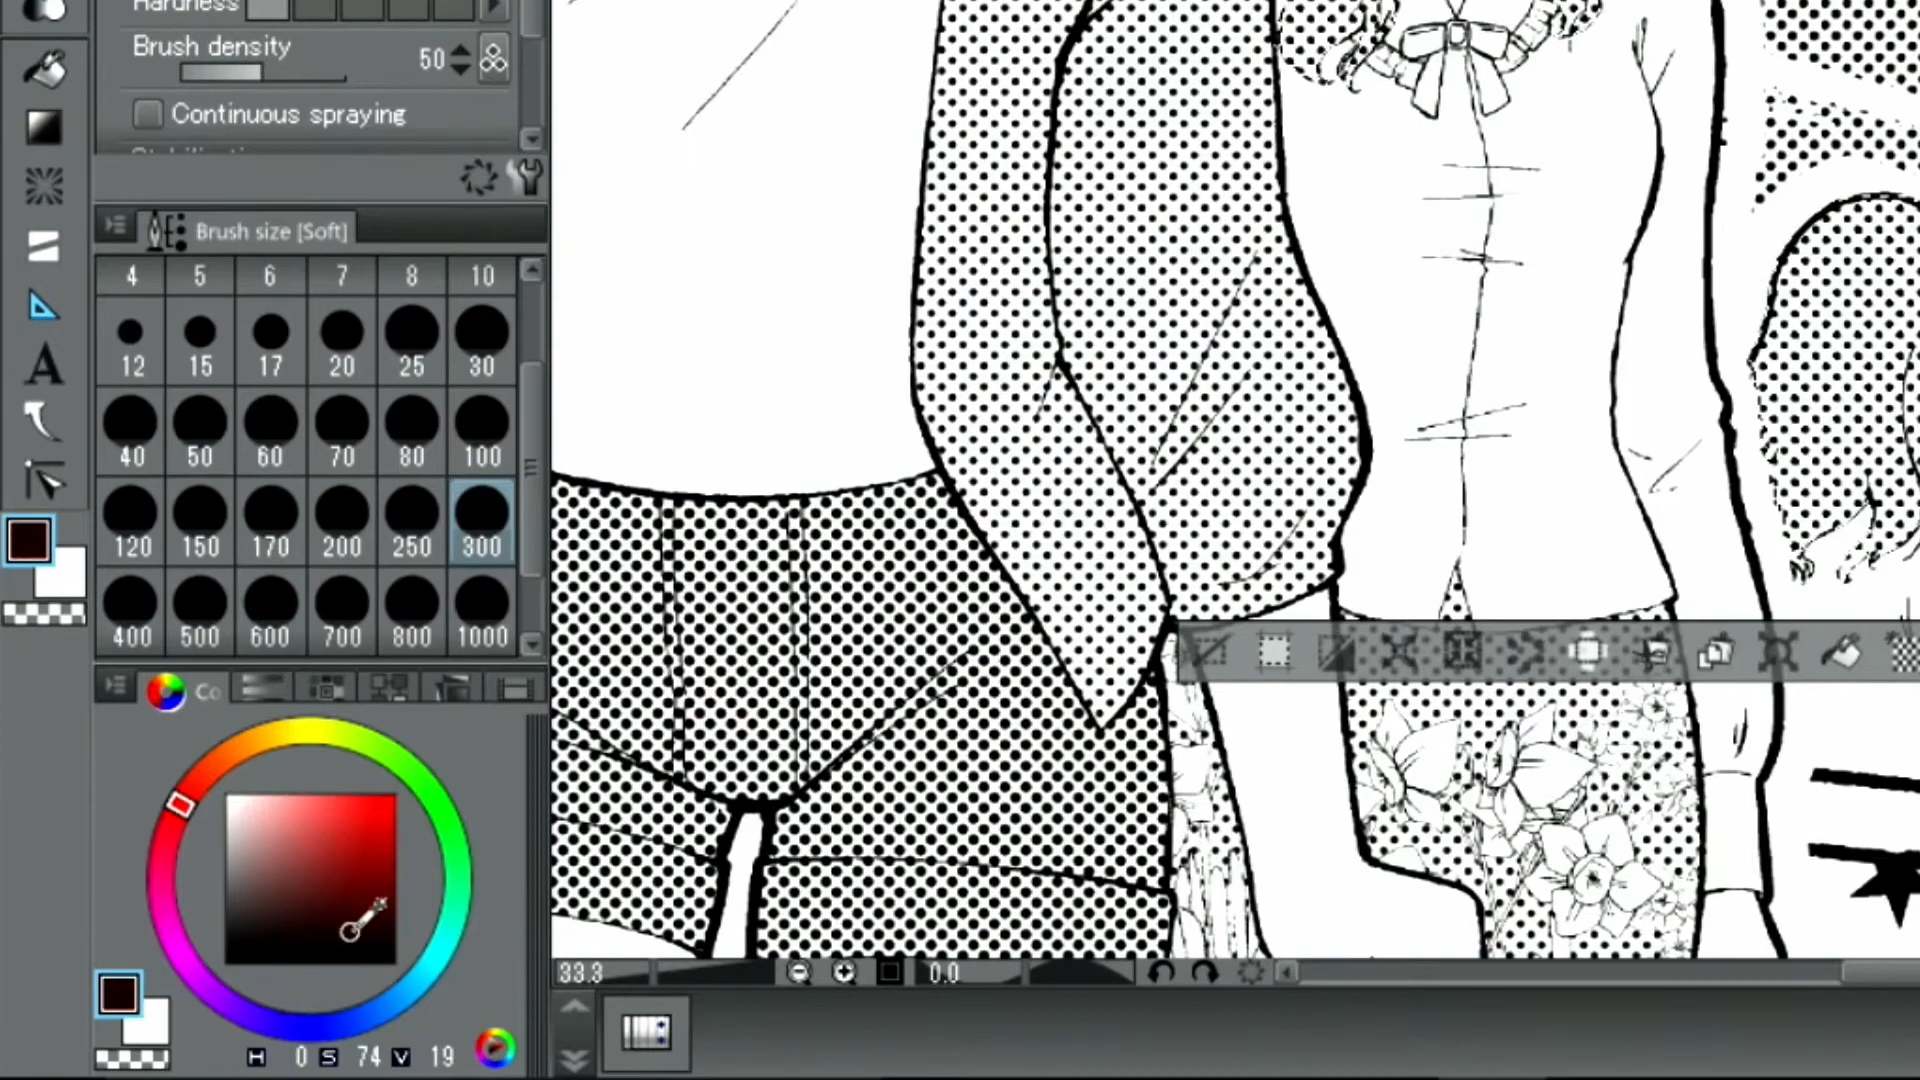 Hardness
Brush density 50
Continuous spraying
Brush size [Soft]
4 5 6 7 8 10
12 15 17 20 25 30
40 50 60 70 80 100
120 150 170 200 250 300
400 500 600 700 800 1000
Co
33.3 0.0
H 0 S 74 V 19